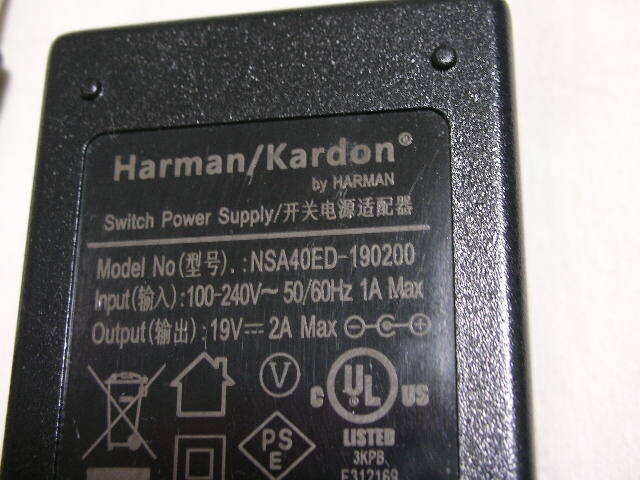 Harman/Kardon®
by HARMAN
Switch Power Supply/开关电源适配器
Model No(型号).:NSA40ED-190200
Input(输入):100-240V~ 50/60Hz 1A Max
Output(输出):19V⎓2A Max
V
C UL US
PS
E
LISTED
3KPB
E312169